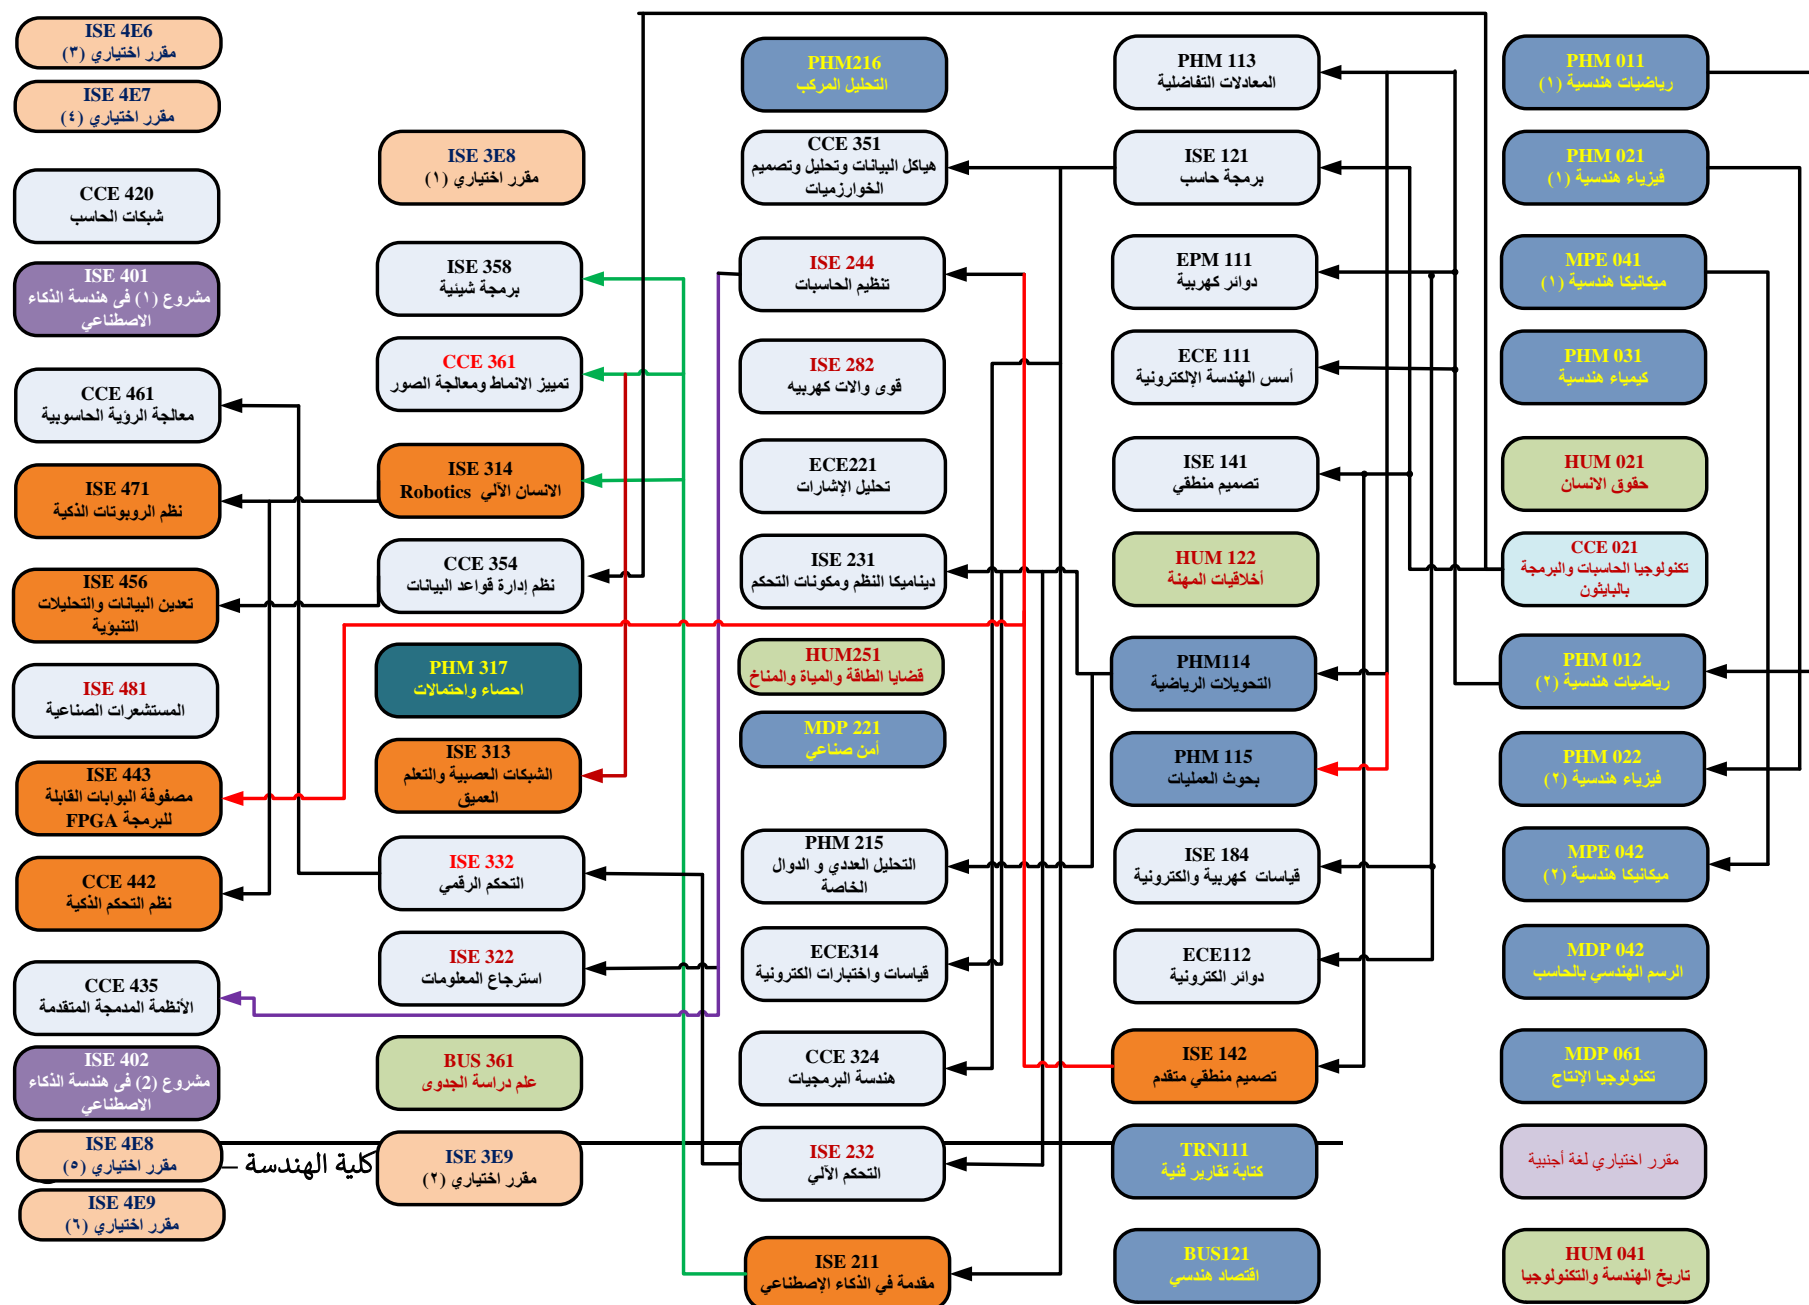 PHM 011
رياضيات هندسية (١)
PHM 021
فيزياء هندسية (١)
MPE 041
ميكانيكا هندسية (١)
PHM 031
كيمياء هندسية
HUM 021
حقوق الانسان
CCE 021
تكنولوجيا الحاسبات والبرمجة
بالبايثون
PHM 012
رياضيات هندسية (٢)
PHM 022
فيزياء هندسية (٢)
MPE 042
ميكانيكا هندسية (٢)
MDP 042
الرسم الهندسي بالحاسب
MDP 061
تكنولوجيا الإنتاج
مقرر اختياري لغة أجنبية
HUM 041
تاريخ الهندسة والتكنولوجيا
PHM 113
المعادلات التفاضلية
ISE 121
برمجة حاسب
EPM 111
دوائر كهربية
ECE 111
أسس الهندسة الإلكترونية
ISE 141
تصميم منطقي
HUM 122
أخلاقيات المهنة
PHM114
التحويلات الرياضية
PHM 115
بحوث العمليات
ISE 184
قياسات كهربية والكترونية
ECE112
دوائر الكترونية
ISE 142
تصميم منطقي متقدم
TRN111
كتابة تقارير فنية
BUS121
اقتصاد هندسي
PHM216
التحليل المركب
CCE 351
هياكل البيانات وتحليل وتصميم
الخوارزميات
ISE 244
تنظيم الحاسبات
ISE 282
قوى والات كهربيه
ECE221
تحليل الإشارات
ISE 231
ديناميكا النظم ومكونات التحكم
HUM251
قضايا الطاقة والمياة والمناخ
MDP 221
أمن صناعي
PHM 215
التحليل العددي و الدوال
الخاصة
ECE314
قياسات واختبارات الكترونية
CCE 324
هندسة البرمجيات
ISE 232
التحكم الآلي
ISE 211
مقدمة في الذكاء الإصطناعي
ISE 3E8
مقرر اختياري (١)
ISE 358
برمجة شيئية
CCE 361
تمييز الانماط ومعالجة الصور
ISE 314
الانسان الآلي Robotics
CCE 354
نظم إدارة قواعد البيانات
PHM 317
احصاء واحتمالات
ISE 313
الشبكات العصبية والتعلم
العميق
ISE 332
التحكم الرقمي
ISE 322
استرجاع المعلومات
BUS 361
علم دراسة الجدوى
ISE 3E9
مقرر اختياري (٢)
كلية الهندسة –
ISE 4E6
مقرر اختياري (٣)
ISE 4E7
مقرر اختياري (٤)
CCE 420
شبكات الحاسب
ISE 401
مشروع (١) فى هندسة الذكاء
الاصطناعي
CCE 461
معالجة الرؤية الحاسوبية
ISE 471
نظم الروبوتات الذكية
ISE 456
تعدين البيانات والتحليلات
التنبؤية
ISE 481
المستشعرات الصناعية
ISE 443
مصفوفة البوابات القابلة
للبرمجة FPGA
CCE 442
نظم التحكم الذكية
CCE 435
الأنظمة المدمجة المتقدمة
ISE 402
مشروع (2) فى هندسة الذكاء
الاصطناعي
ISE 4E8
مقرر اختياري (٥)
ISE 4E9
مقرر اختياري (٦)